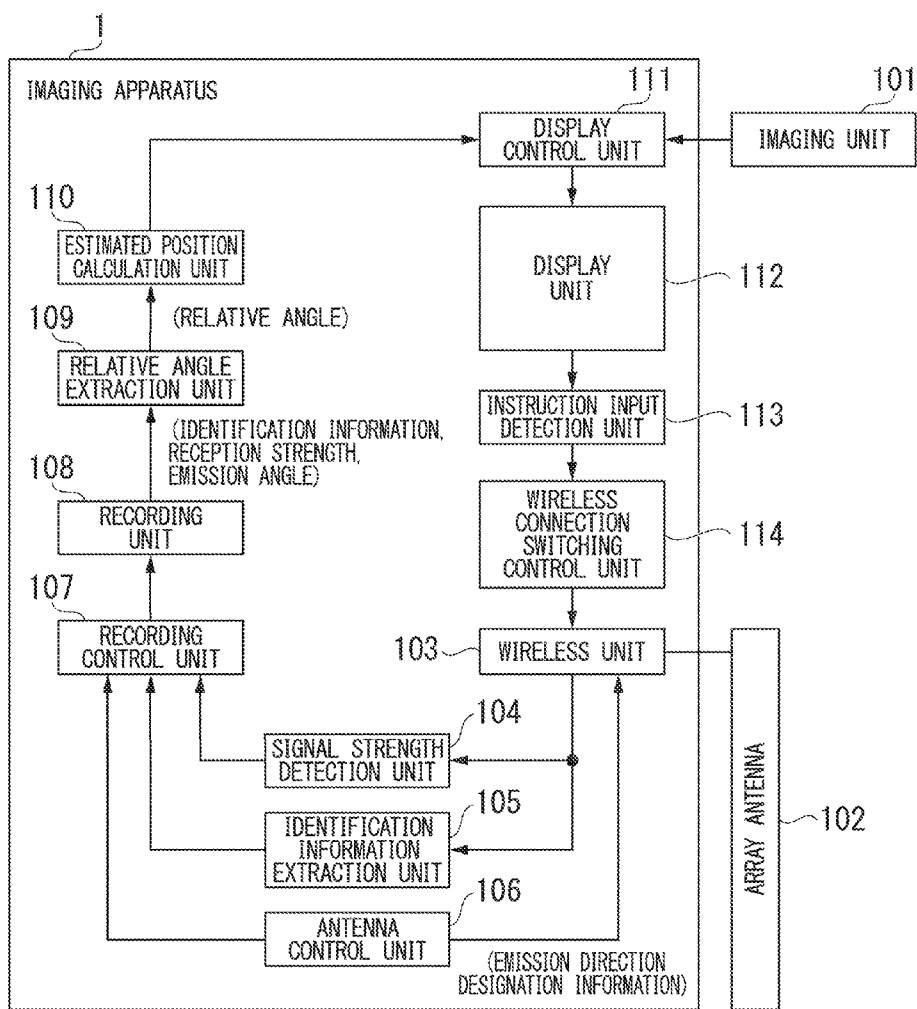 1
IMAGING APPARATUS
111
DISPLAY
CONTROL UNIT
101
IMAGING UNIT
110
ESTIMATED POSITION
CALCULATION UNIT
DISPLAY
UNIT
112
(RELATIVE ANGLE)
109
RELATIVE ANGLE
EXTRACTION UNIT
INSTRUCTION INPUT
DETECTION UNIT
113
(IDENTIFICATION INFORMATION,
RECEPTION STRENGTH,
EMISSION ANGLE)
108
RECORDING
UNIT
WIRELESS
CONNECTION
SWITCHING
CONTROL UNIT
114
107
RECORDING
CONTROL UNIT
103
WIRELESS UNIT
104
SIGNAL STRENGTH
DETECTION UNIT
105
IDENTIFICATION
INFORMATION
EXTRACTION UNIT
106
ANTENNA
CONTROL UNIT
(EMISSION DIRECTION
DESIGNATION INFORMATION)
ARRAY ANTENNA
102